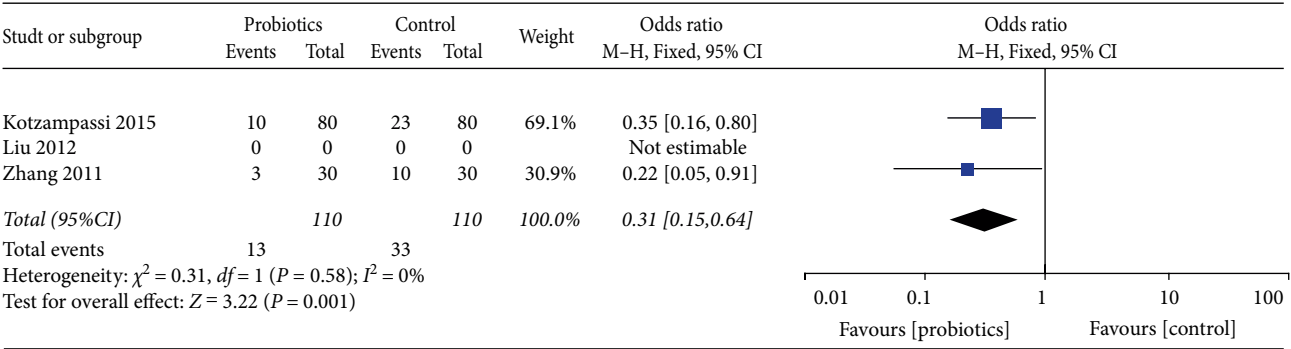 Studt or subgroup Probiotics Control Weight Odds ratio Odds ratio
Events Total Events Total M–H, Fixed, 95% CI M–H, Fixed, 95% CI
Kotzampassi 2015 10 80 23 80 69.1% 0.35 [0.16, 0.80]
Liu 2012 0 0 0 0 Not estimable
Zhang 2011 3 30 10 30 30.9% 0.22 [0.05, 0.91]
Total (95%CI) 110 110 100.0% 0.31 [0.15,0.64]
Total events 13 33
Heterogeneity: χ² = 0.31, df = 1 (P = 0.58); I² = 0%
Test for overall effect: Z = 3.22 (P = 0.001)
0.01 0.1 1 10 100
Favours [probiotics] Favours [control]